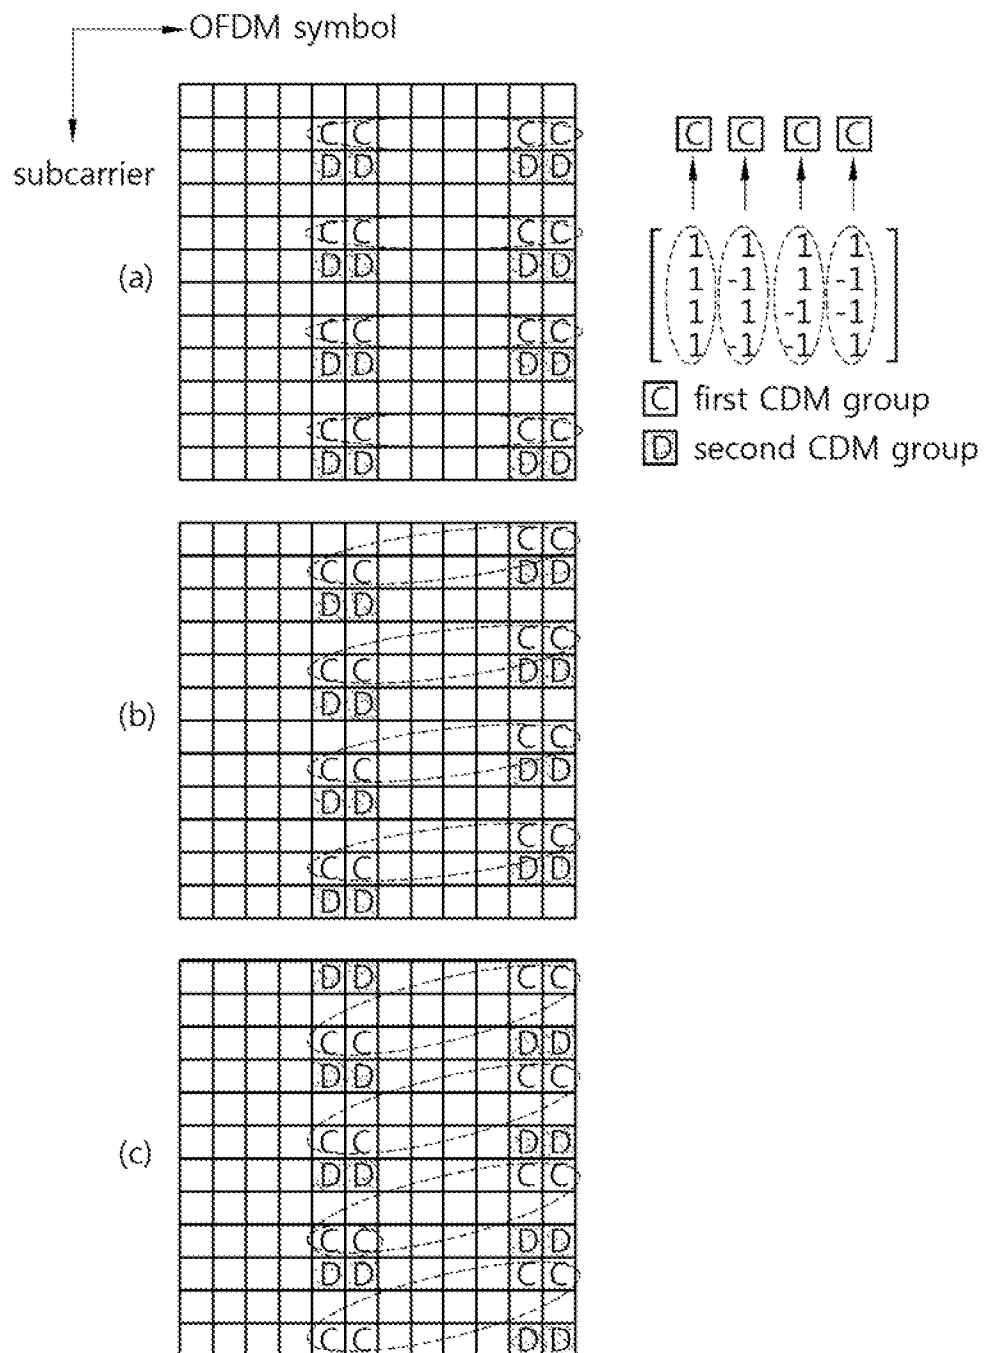 OFDM symbol
subcarrier
(a)
C C C C
D D D D
C C C C
D D D D
C C C C
D D D D
C C C C
D D D D
C C C C
1 1 1 1
1 -1 1 -1
1 1 -1 -1
1 -1 -1 1
C first CDM group
D second CDM group
(b)
C C
C C D D
D D
C C
C C D D
D D
C C
C C D D
D D
C C
C C D D
D D
(c)
D D C C
C C D D
D D C C
C C D D
D D C C
C C D D
D D C C
C C D D